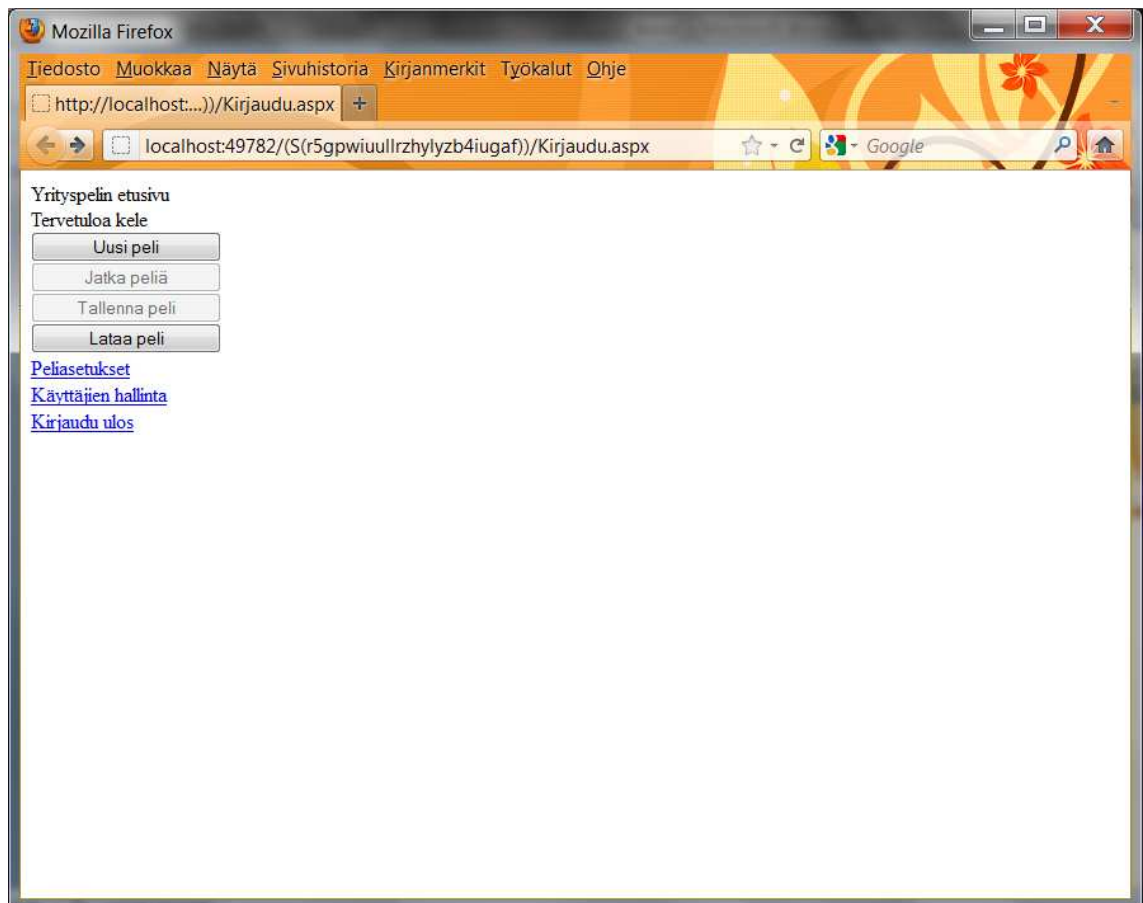 Mozilla Firefox
Tiedosto Muokkaa Näytä Sivuhistoria Kirjanmerkit Työkalut Ohje
http://localhost:...))/Kirjaudu.aspx
localhost:49782/(S(r5gpwiuullrzhylyzb4iugaf))/Kirjaudu.aspx Google
Yrityspelin etusivu
Tervetuloa kele
Uusi peli
Jatka peliä
Tallenna peli
Lataa peli
Peliasetukset
Käyttäjien hallinta
Kirjaudu ulos